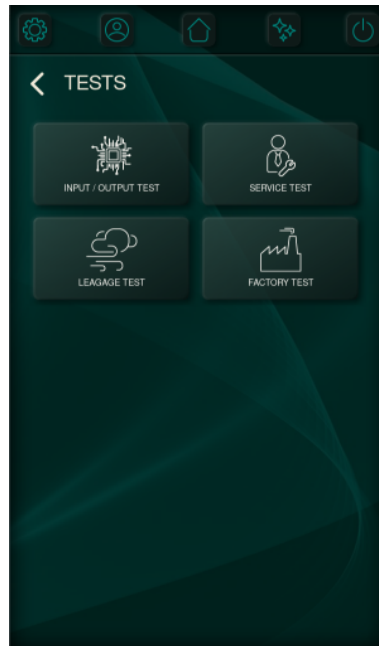 TESTS
INPUT / OUTPUT TEST
SERVICE TEST
LEAGAGE TEST
FACTORY TEST